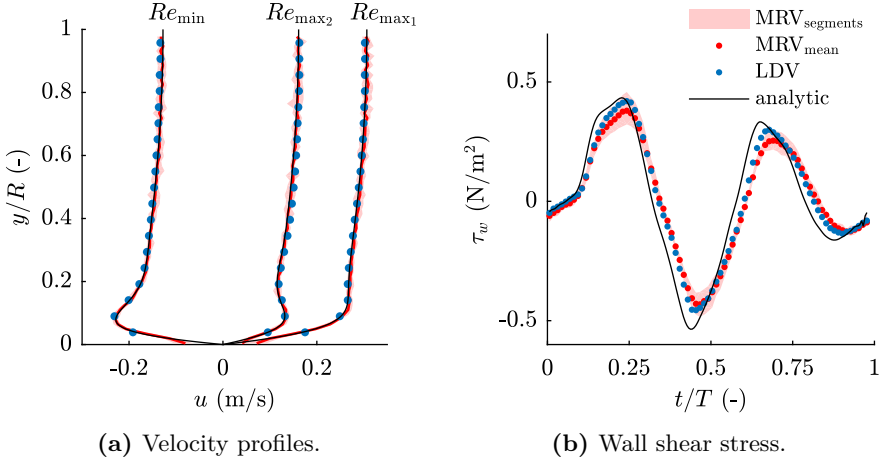 Re_min Re_max₂ Re_max₁
1
0.8
0.6
0.4
0.2
0
y/R (-)
-0.2 0 0.2
u (m/s)
(a) Velocity profiles.
MRV_segments
MRV_mean
LDV
analytic
0.5
0
-0.5
τ_w (N/m²)
0 0.25 0.5 0.75 1
t/T (-)
(b) Wall shear stress.